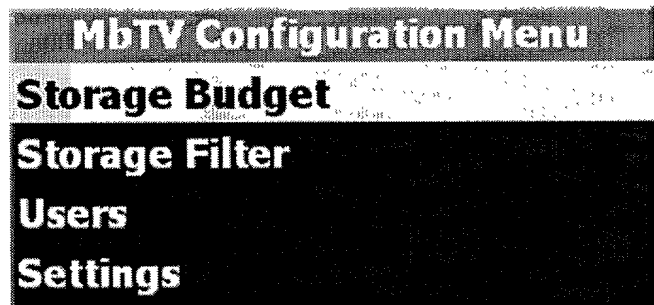 MbTV Configuration Menu
Storage Budget
Storage Filter
Users
Settings